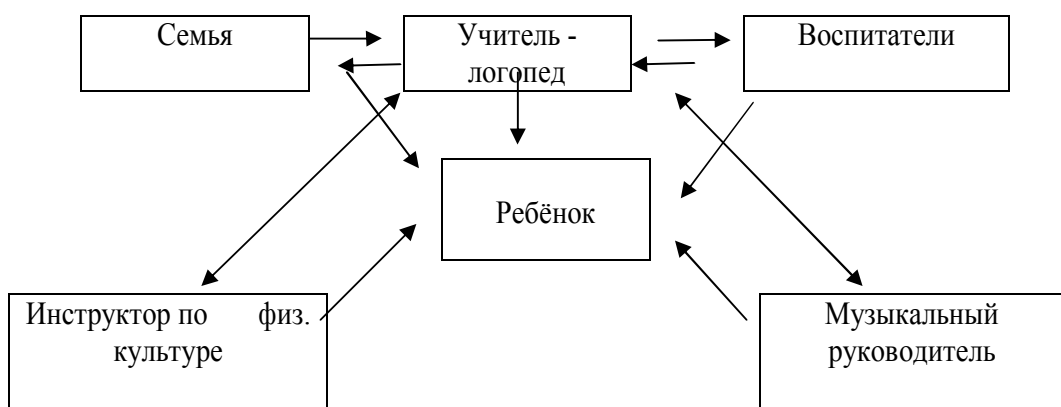 Семья
Учитель -
логопед
Воспитатели
Ребёнок
Инструктор по физ.
культуре
Музыкальный
руководитель